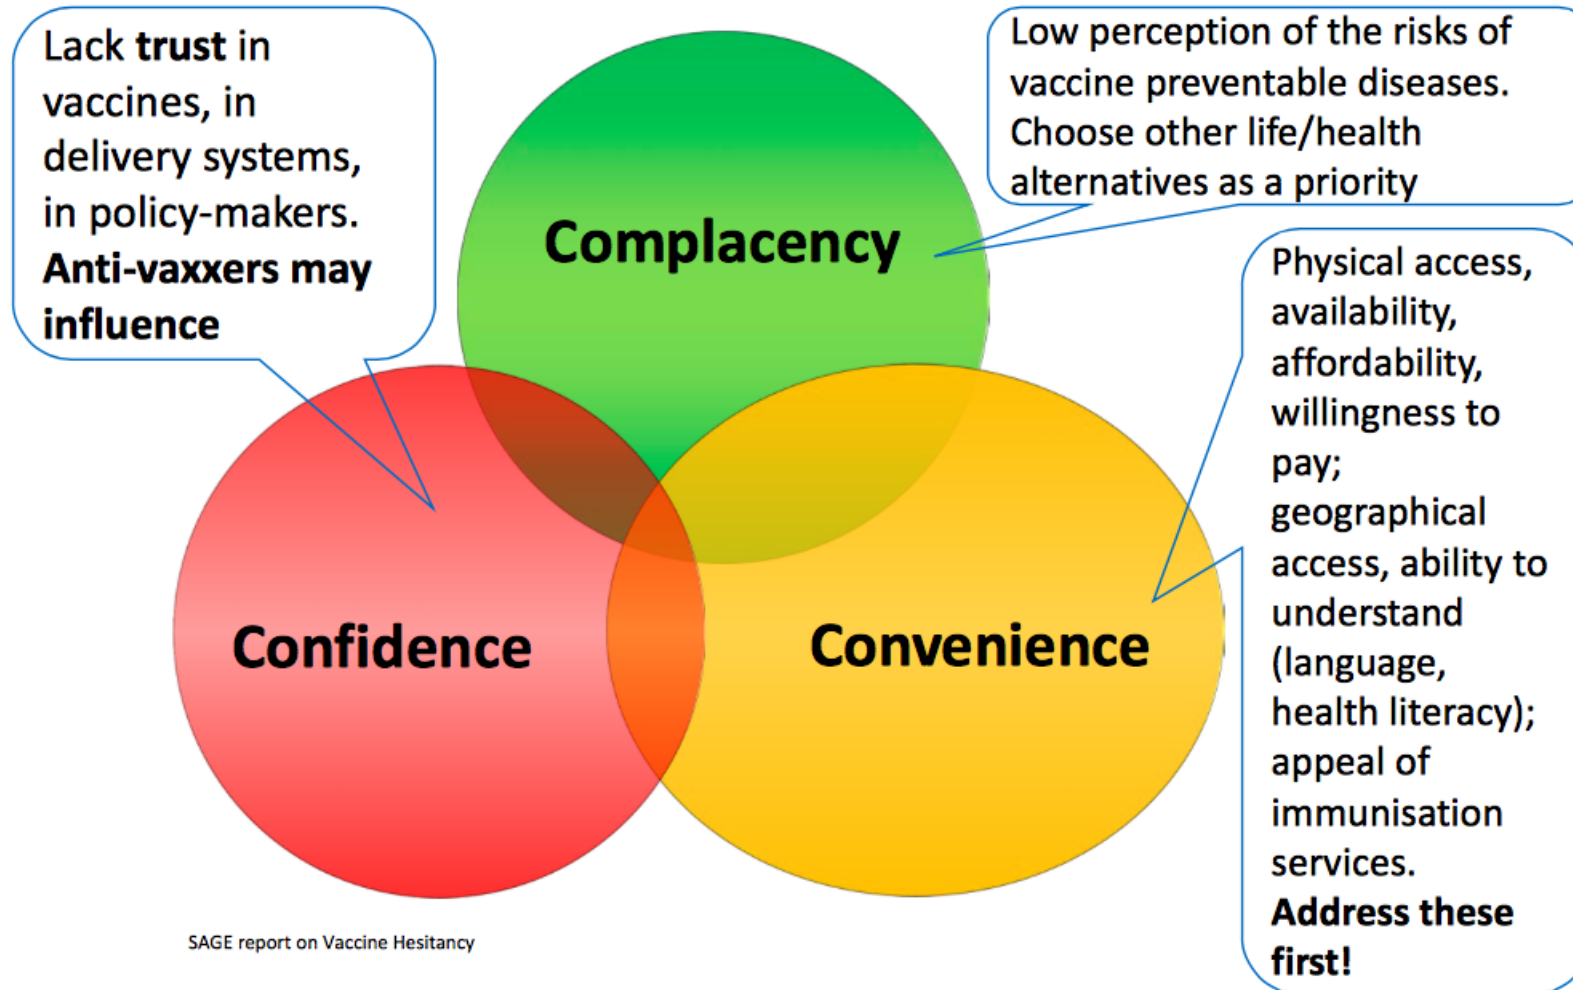 Lack trust in
vaccines, in
delivery systems,
in policy-makers.
Anti-vaxxers may
influence
Complacency
Low perception of the risks of
vaccine preventable diseases.
Choose other life/health
alternatives as a priority
Confidence
Convenience
Physical access,
availability,
affordability,
willingness to
pay;
geographical
access, ability to
understand
(language,
health literacy);
appeal of
immunisation
services.
Address these
first!
SAGE report on Vaccine Hesitancy